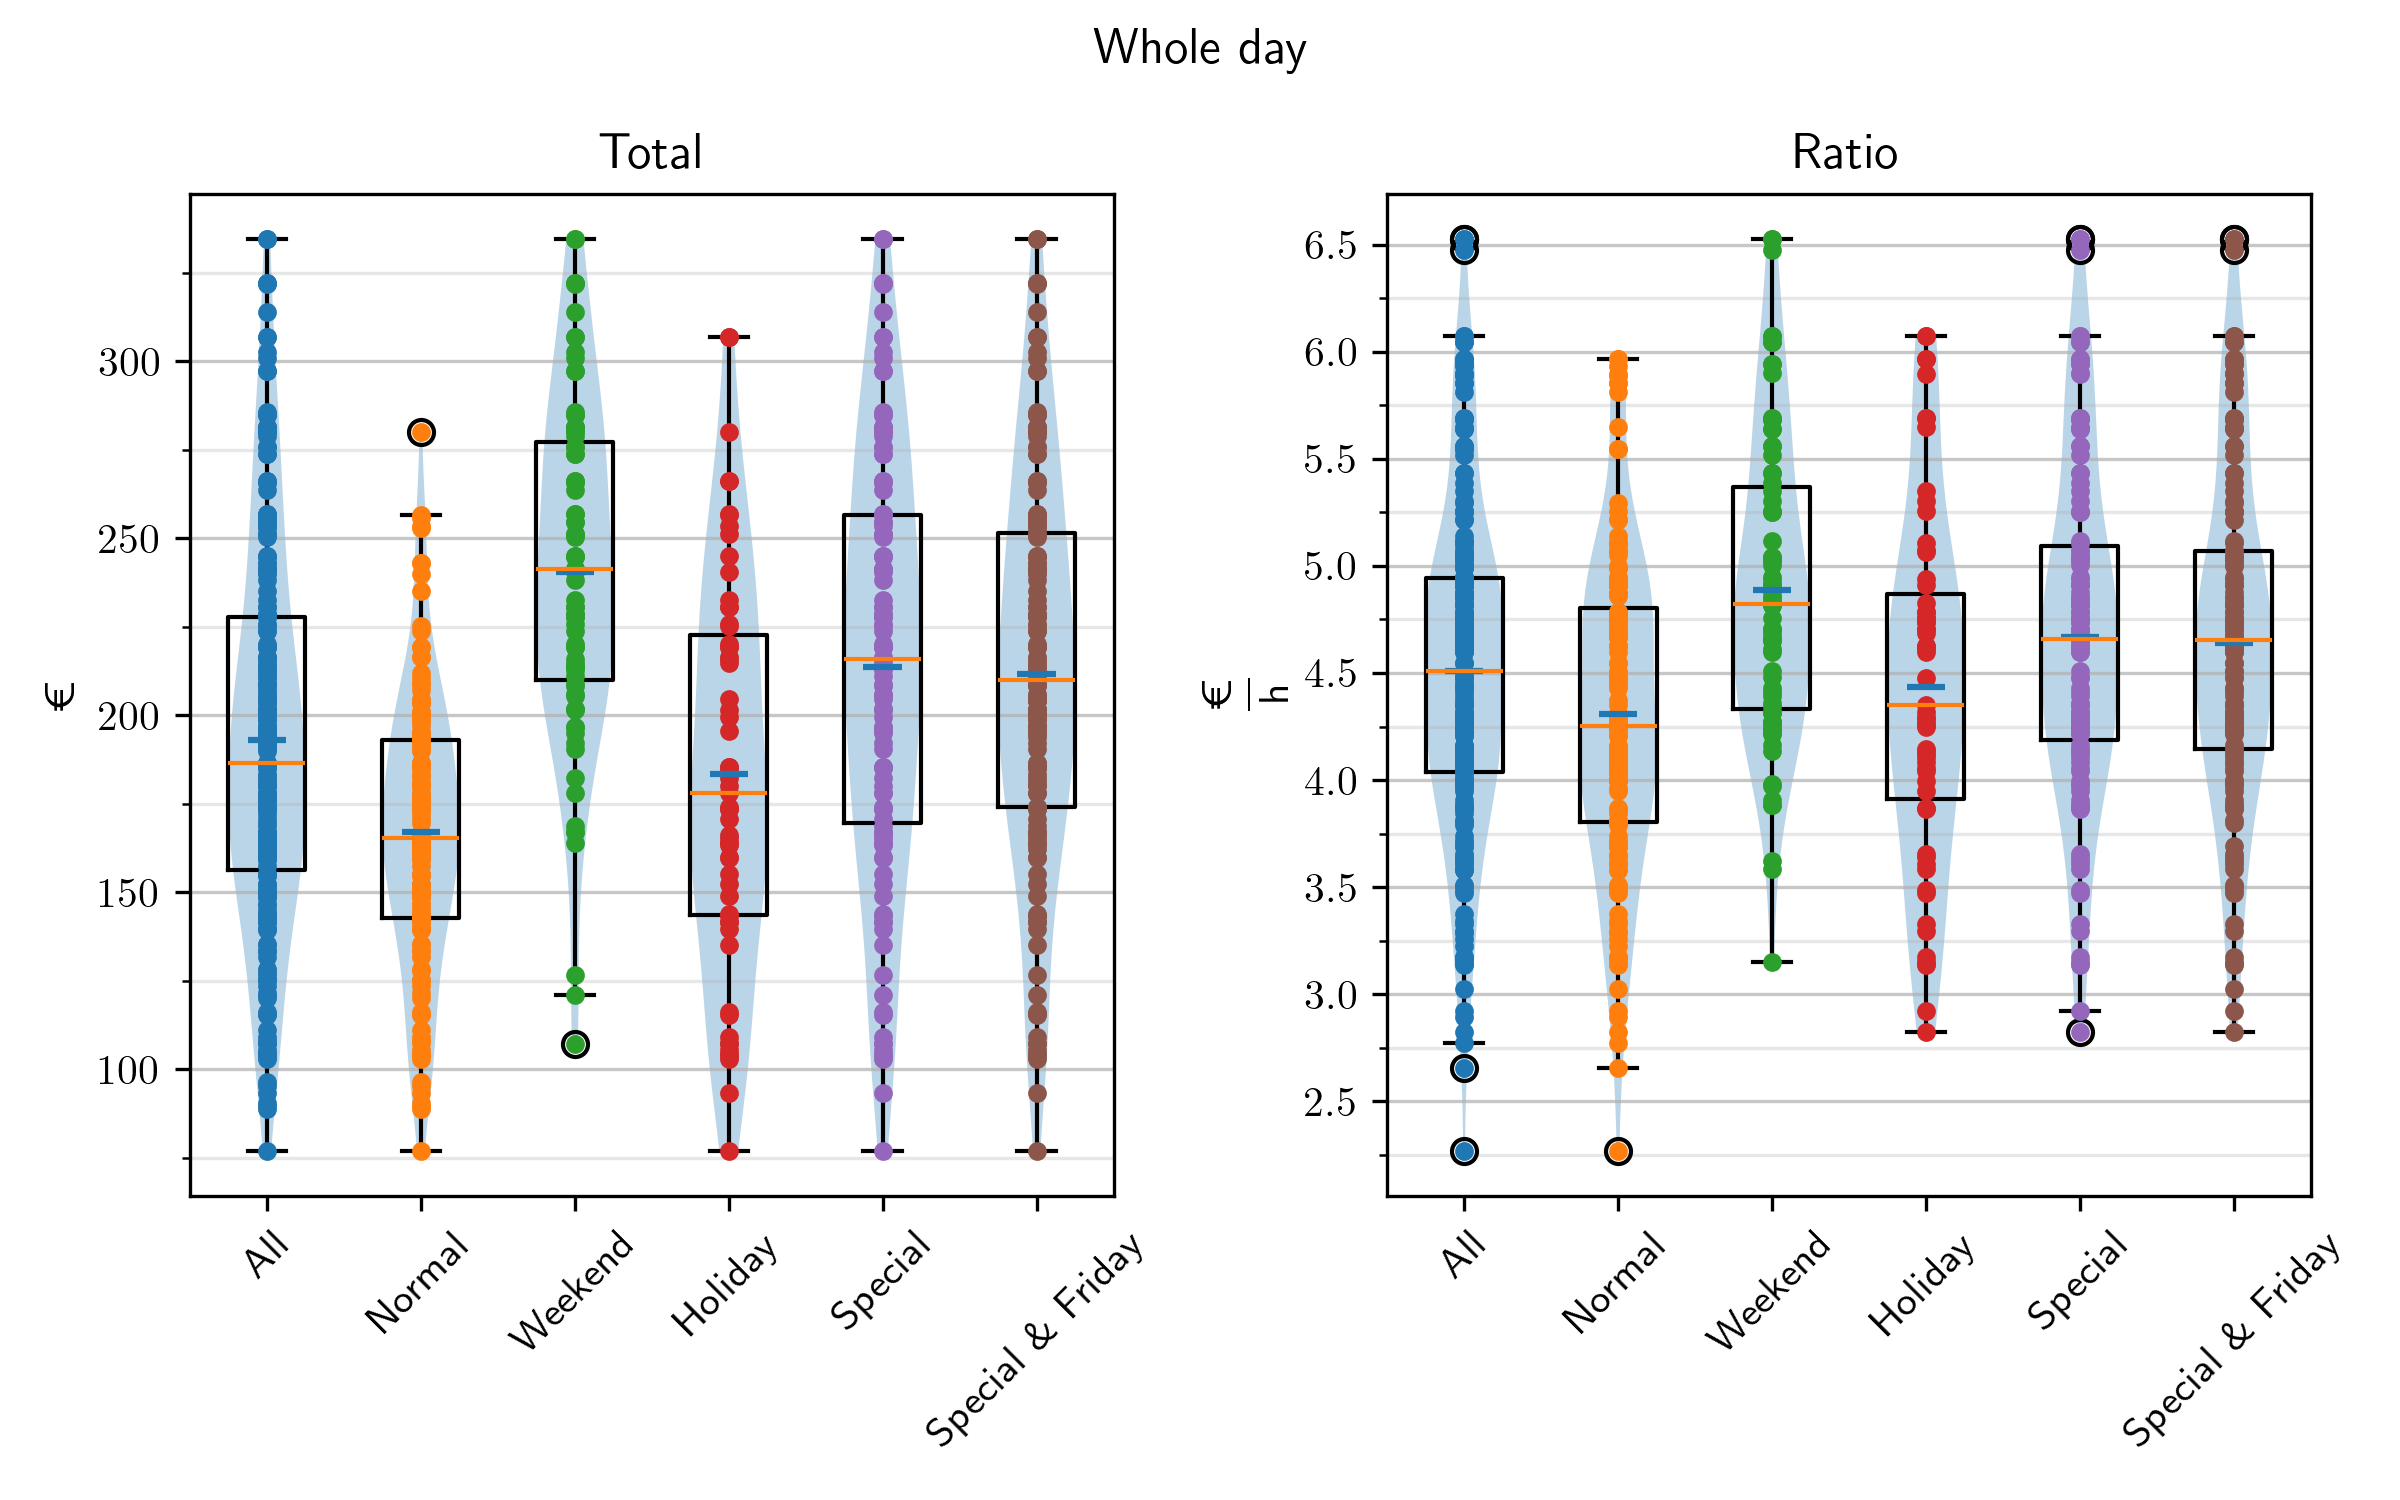 Whole day
Total
€
300
250
200
150
100
All
Normal
Weekend
Holiday
Special
Special & Friday
Ratio
€
h
6.5
6.0
5.5
5.0
4.5
4.0
3.5
3.0
2.5
All
Normal
Weekend
Holiday
Special
Special & Friday